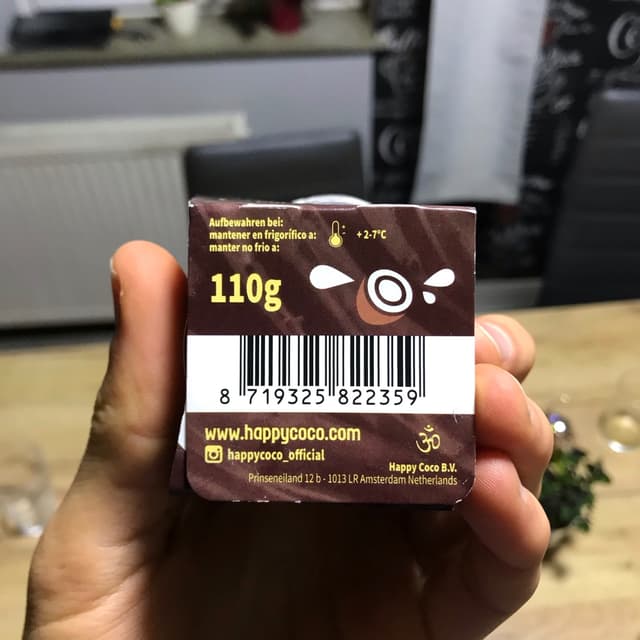 Aufbewahren bei:
mantener en frigorífico a:
manter no frio a:
+ 2-7°C
110g
8 719325 822359
www.happycoco.com
happycoco_official
ॐ
Happy Coco B.V.
Prinseneiland 12 b - 1013 LR Amsterdam Netherlands